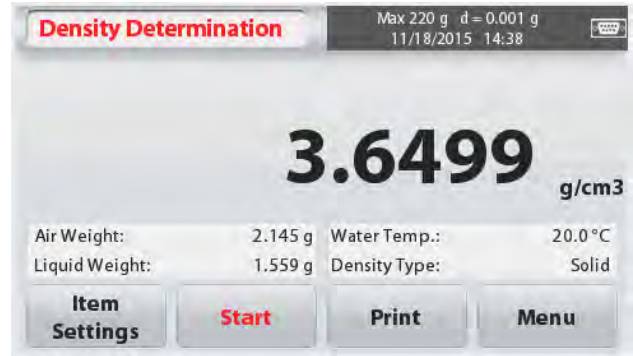 Density Determination
Max 220 g d = 0.001 g
11/18/2015 14:38
3.6499 g/cm3
Air Weight: 2.145 g Water Temp.: 20.0°C
Liquid Weight: 1.559 g Density Type: Solid
Item Settings
Start
Print
Menu